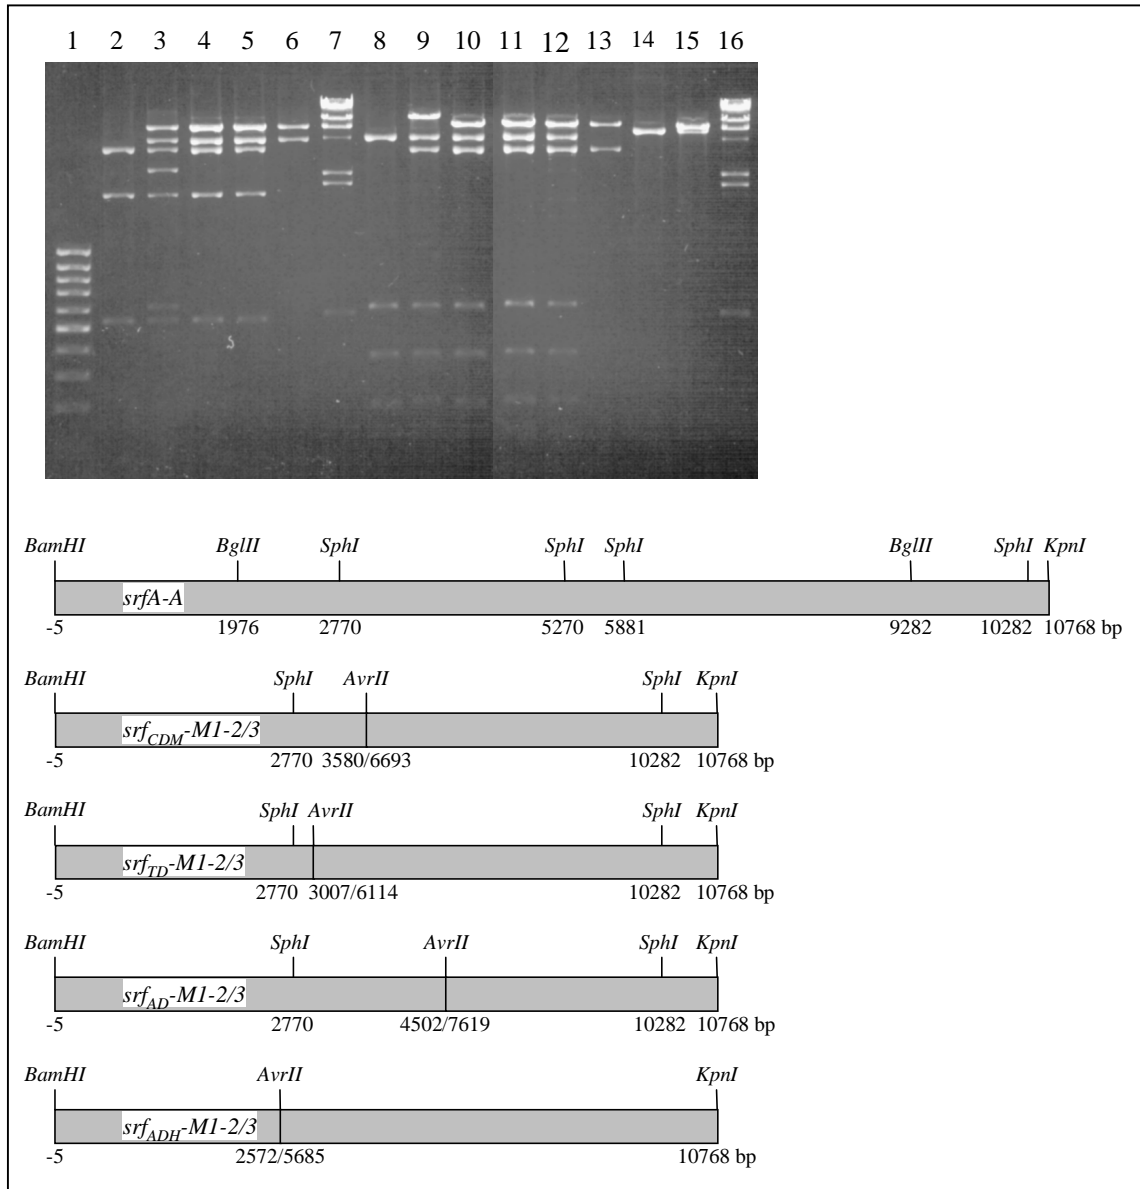 1 2 3 4 5 6 7 8 9 10 11 12 13 14 15 16
BamHI BglII SphI SphI SphI BglII SphI KpnI
srfA-A
-5 1976 2770 5270 5881 9282 10282 10768 bp
BamHI SphI AvrII SphI KpnI
srfCDM-M1-2/3
-5 2770 3580/6693 10282 10768 bp
BamHI SphI AvrII SphI KpnI
srfTD-M1-2/3
-5 2770 3007/6114 10282 10768 bp
BamHI SphI AvrII SphI KpnI
srfAD-M1-2/3
-5 2770 4502/7619 10282 10768 bp
BamHI AvrII KpnI
srfADH-M1-2/3
-5 2572/5685 10768 bp